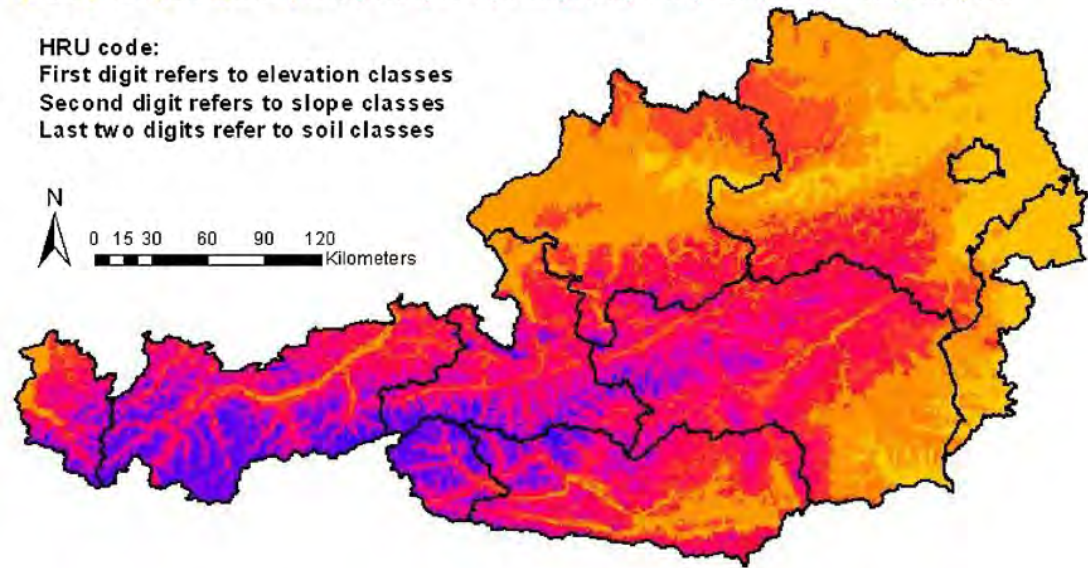 HRU code:
First digit refers to elevation classes
Second digit refers to slope classes
Last two digits refer to soil classes
N
0 15 30 60 90 120
Kilometers